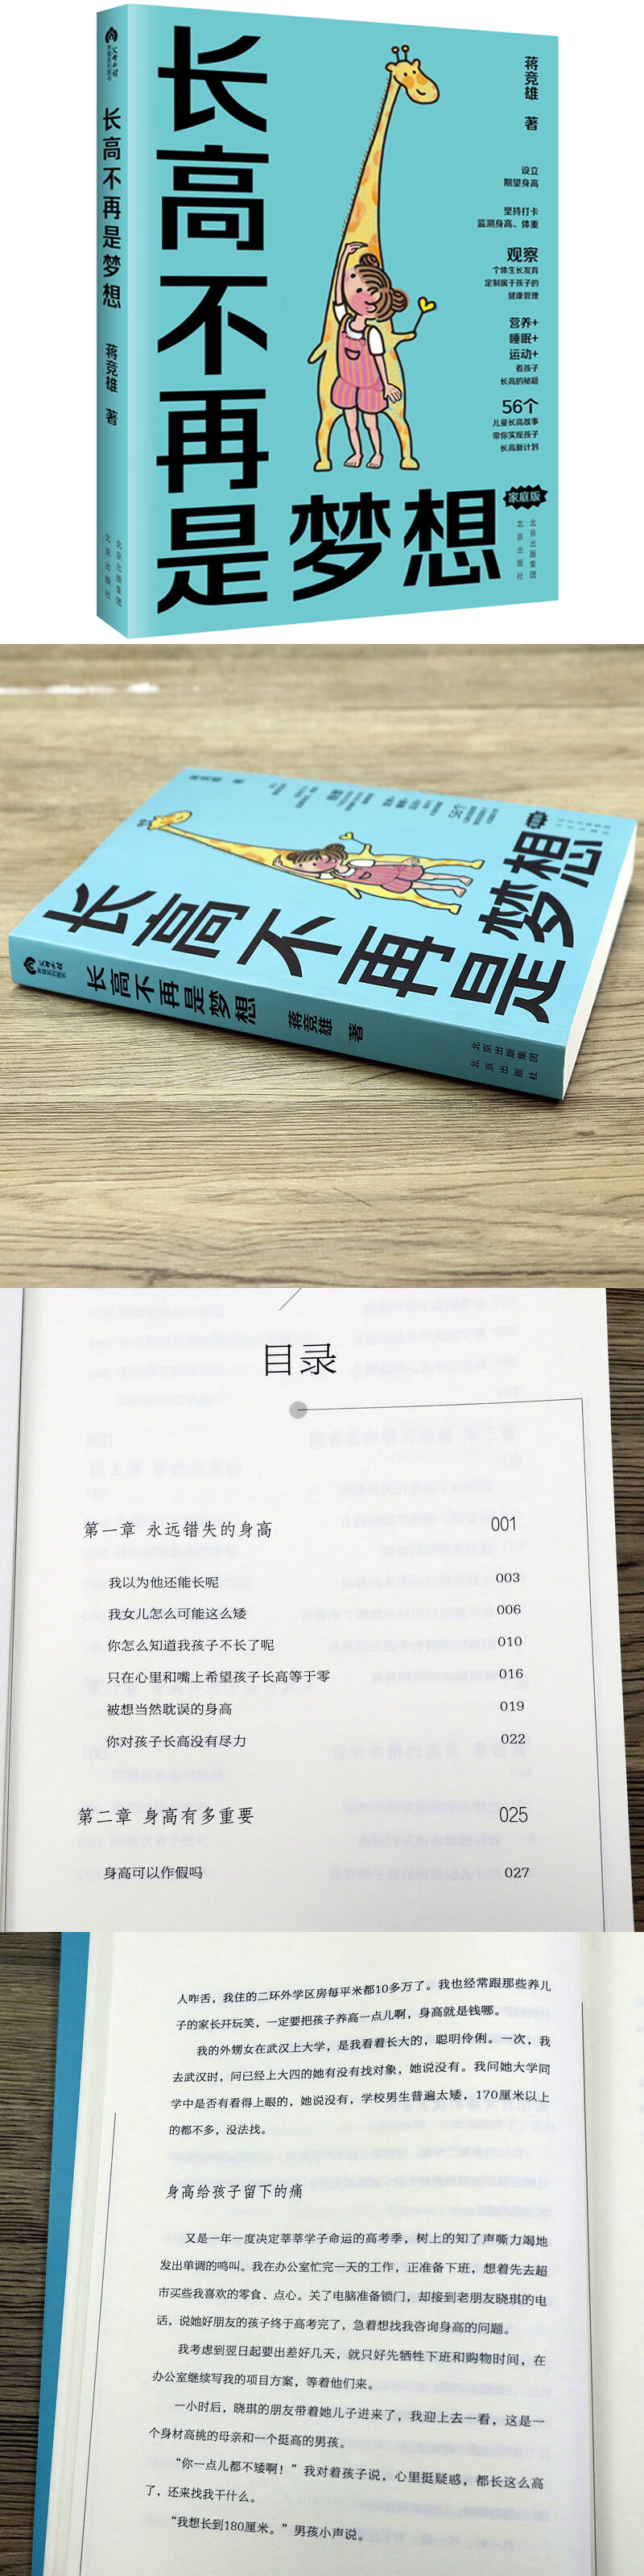 父母必读
养育系列图书
长高不再是梦想
蒋竞雄 著
北京出版集团
北京出版社
长高不再是梦想
蒋竞雄 著
设立
期望身高
坚持打卡
监测身高、体重
观察
个体生长发育
定制属于孩子的
健康管理
营养+
睡眠+
运动+
看孩子
长高的秘籍
56个
儿童长高故事
带你实现孩子
长高新计划
家庭版
北京出版集团
北京出版社
长高不再是梦想
父母必读
养育系列图书
长高不再是梦想
蒋竞雄 著
北京出版集团
北京出版社
目录
第一章 永远错失的身高 001
我以为他还能长呢 003
我女儿怎么可能这么矮 006
你怎么知道我孩子不长了呢 010
只在心里和嘴上希望孩子长高等于零 016
被想当然耽误的身高 019
你对孩子长高没有尽力 022
第二章 身高有多重要 025
身高可以作假吗 027
人咋舌，我住的二环外学区房每平米都10多万了。我也经常跟那些养儿
子的家长开玩笑，一定要把孩子养高一点儿啊，身高就是钱哪。
我的外甥女在武汉上大学，是我看着长大的，聪明伶俐。一次，我
去武汉时，问已经上大四的她有没有找对象，她说没有。我问她大学同
学中是否有看得上眼的，她说没有，学校男生普遍太矮，170厘米以上
的都不多，没法找。
身高给孩子留下的痛
又是一年一度决定莘莘学子命运的高考季，树上的知了声嘶力竭地
发出单调的鸣叫。我在办公室忙完一天的工作，正准备下班，想着先去超
市买些我喜欢的零食、点心。关了电脑准备锁门，却接到老朋友晓琪的电
话，说她好朋友的孩子终于高考完了，急着想找我咨询身高的问题。
我考虑到翌日起要出差好几天，就只好先牺牲下班和购物时间，在
办公室继续写我的项目方案，等着他们来。
一小时后，晓琪的朋友带着她儿子进来了，我迎上去一看，这是一
个身材高挑的母亲和一个挺高的男孩。
“你一点儿都不矮啊！”我对着孩子说，心里挺疑惑，都长这么高
了，还来找我干什么。
“我想长到180厘米。”男孩小声说。